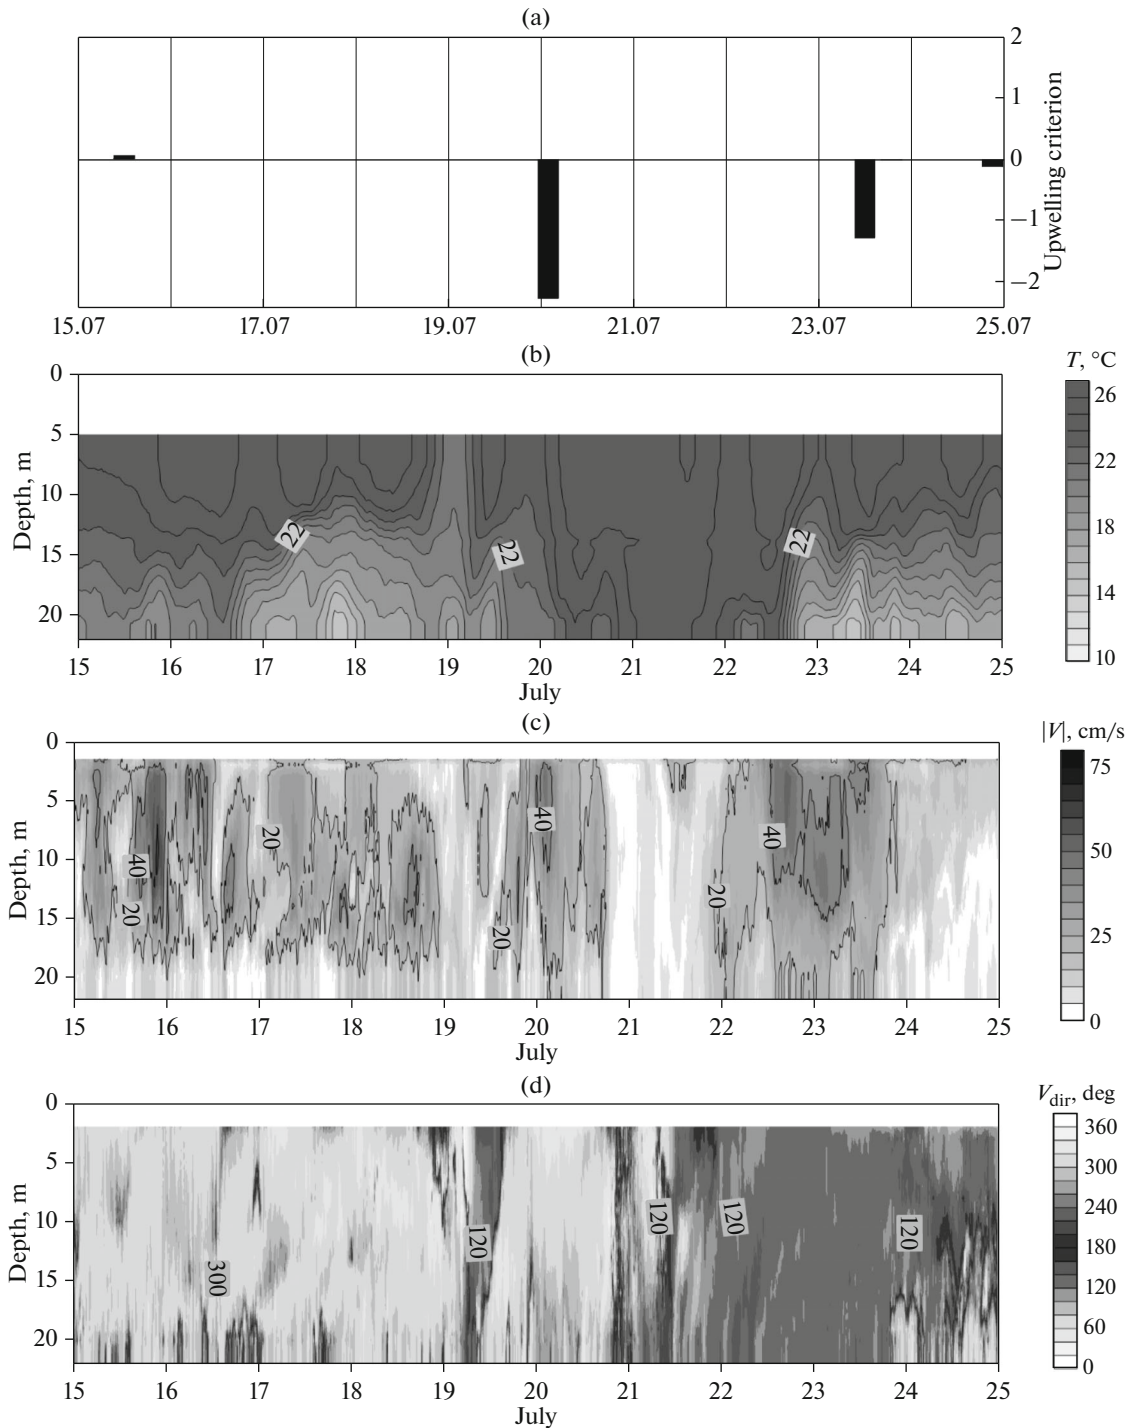 (a)
2
1
0
−1
−2
Upwelling criterion
15.07 17.07 19.07 21.07 23.07 25.07
(b)
T, °C
0
5
10
15
20
Depth, m
22
22
22
26
22
18
14
10
15 16 17 18 19 20 21 22 23 24 25
July
(c)
|V|, cm/s
0
5
10
15
20
Depth, m
40
20
20
40
20
40
20
75
50
25
0
15 16 17 18 19 20 21 22 23 24 25
July
(d)
Vdir, deg
0
5
10
15
20
Depth, m
300
120
120
120
120
360
300
240
180
120
60
0
15 16 17 18 19 20 21 22 23 24 25
July